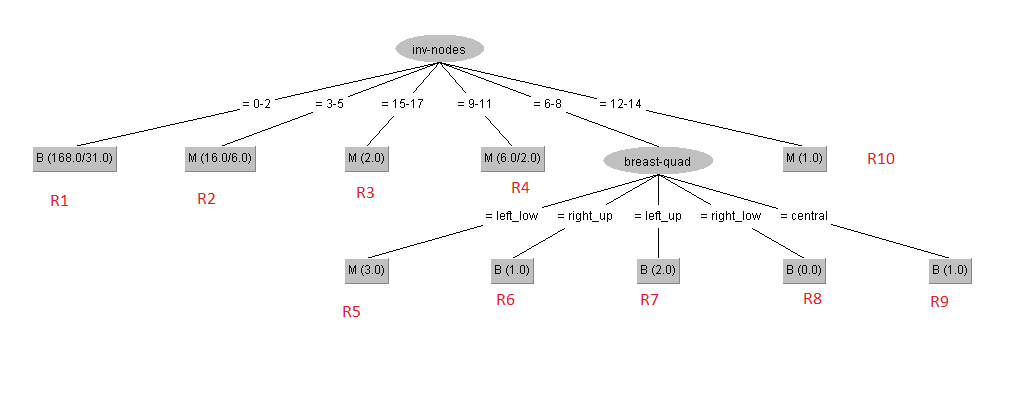 inv-nodes
= 0-2
= 3-5
= 15-17
= 9-11
= 6-8
= 12-14
B (168.0/31.0)
M (16.0/6.0)
M (2.0)
M (6.0/2.0)
breast-quad
M (1.0)
R10
R1
R2
R3
R4
= left_low
= right_up
= left_up
= right_low
= central
M (3.0)
B (1.0)
B (2.0)
B (0.0)
B (1.0)
R5
R6
R7
R8
R9